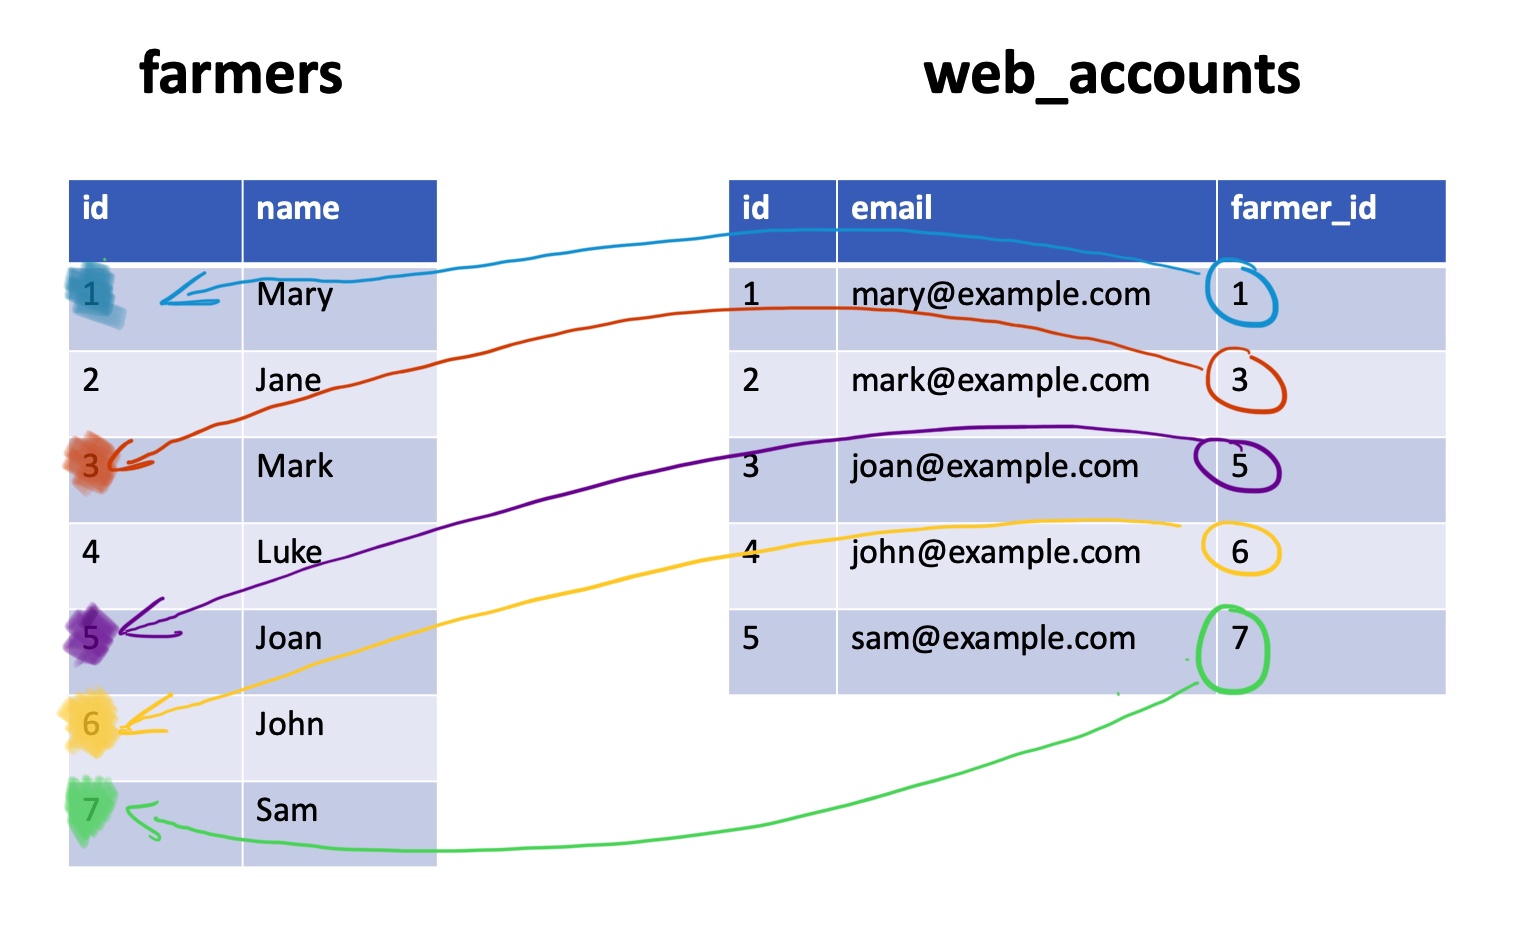 farmers
web_accounts
id name
1 Mary
2 Jane
3 Mark
4 Luke
5 Joan
6 John
7 Sam
id email farmer_id
1 mary@example.com 1
2 mark@example.com 3
3 joan@example.com 5
4 john@example.com 6
5 sam@example.com 7